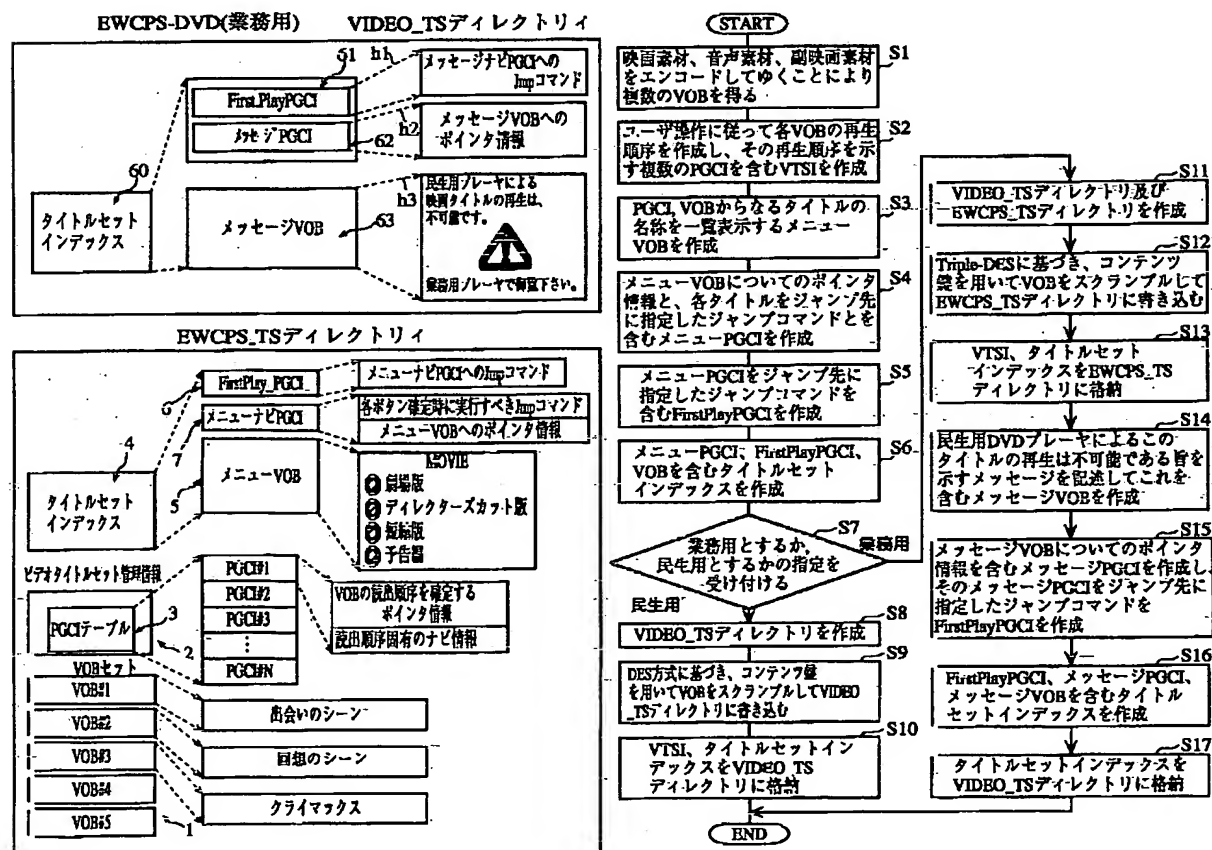 EWCPS-DVD(業務用)
VIDEO_TSディレクトリィ
61
h1
First.PlayPGCI
メッセージPGCI
62
h2
メッセージナビPGCIへの
Jmpコマンド
メッセージVOBへの
ポインタ情報
60
タイトルセット
インデックス
メッセージVOB
63
h3
民生用プレーヤによる
映画タイトルの再生は、
不可能です。
業務用プレーヤで御覧下さい。
EWCPS_TSディレクトリィ
6
FirstPlay_PGCI
メニューナビPGCIへのJmpコマンド
7
メニューナビPGCI
各ボタン確定時に実行すべきJmpコマンド
メニューVOBへのポインタ情報
4
タイトルセット
インデックス
5
メニューVOB
MOVIE
劇場版
ディレクターズカット版
短縮版
予告篇
ビデオタイトルセット管理情報
PGCIテーブル
3
2
PGCI#1
PGCI#2
PGCI#3
⋮
PGCI#N
VOBの読出順序を確定する
ポインタ情報
読出順序固有のナビ情報
VOBセット
VOB#1
VOB#2
VOB#3
VOB#4
VOB#5
1
出会いのシーン
回想のシーン
クライマックス
START
S1
映画素材、音声素材、副映画素材
をエンコードしてゆくことにより
複数のVOBを得る
S2
ユーザ操作に従って各VOBの再生
順序を作成し、その再生順序を示
す複数のPGCIを含むVTSIを作成
S3
PGCI,VOBからなるタイトルの
名称を一覧表示するメニュー
VOBを作成
S4
メニューVOBについてのポインタ
情報と、各タイトルをジャンプ先
に指定したジャンプコマンドとを
含むメニューPGCIを作成
S5
メニューPGCIをジャンプ先に
指定したジャンプコマンドを
含むFirstPlayPGCIを作成
S6
メニューPGCI、FirstPlayPGCI、
VOBを含むタイトルセット
インデックスを作成
S7
業務用とするか、
民生用とするかの指定を
受け付ける
業務用
民生用
S8
VIDEO_TSディレクトリを作成
S9
DES方式に基づき、コンテンツ鍵
を用いてVOBをスクランブルしてVIDEO
_TSディレクトリに書き込む
S10
VTSI、タイトルセットイン
デックスをVIDEO_TS
ディレクトリに格納
END
S11
VIDEO_TSディレクトリ及び
EWCPS_TSディレクトリを作成
S12
Triple-DESに基づき、コンテンツ
鍵を用いてVOBをスクランブルして
EWCPS_TSディレクトリに書き込む
S13
VTSI、タイトルセット
インデックスをEWCPS_TS
ディレクトリに格納
S14
民生用DVDプレーヤによるこの
タイトルの再生は不可能である旨を
示すメッセージを記述してこれを
含むメッセージVOBを作成
S15
メッセージVOBについてのポインタ
情報を含むメッセージPGCIを作成し、
そのメッセージPGCIをジャンプ先に
指定したジャンプコマンドを
FirstPlayPGCIを作成
S16
FirstPlayPGCI、メッセージPGCI、
メッセージVOBを含むタイトル
セットインデックスを作成
S17
タイトルセットインデックスを
VIDEO_TSディレクトリに格納